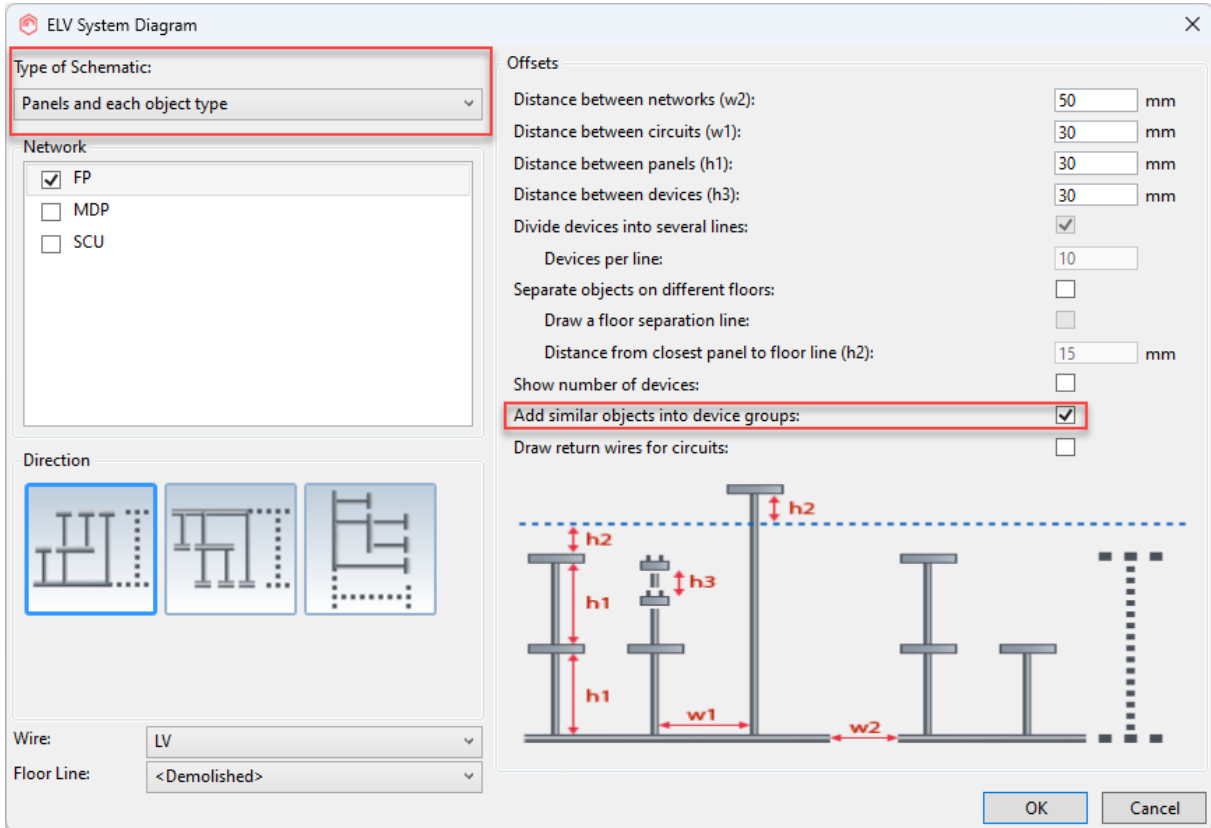 ELV System Diagram
Type of Schematic:
Panels and each object type
Network
FP
MDP
SCU
Direction
Wire:
LV
Floor Line:
<Demolished>
Offsets
Distance between networks (w2): 50 mm
Distance between circuits (w1): 30 mm
Distance between panels (h1): 30 mm
Distance between devices (h3): 30 mm
Divide devices into several lines:
Devices per line: 10
Separate objects on different floors:
Draw a floor separation line:
Distance from closest panel to floor line (h2): 15 mm
Show number of devices:
Add similar objects into device groups:
Draw return wires for circuits:
h2
h2
h3
h1
h1
w1
w2
OK Cancel